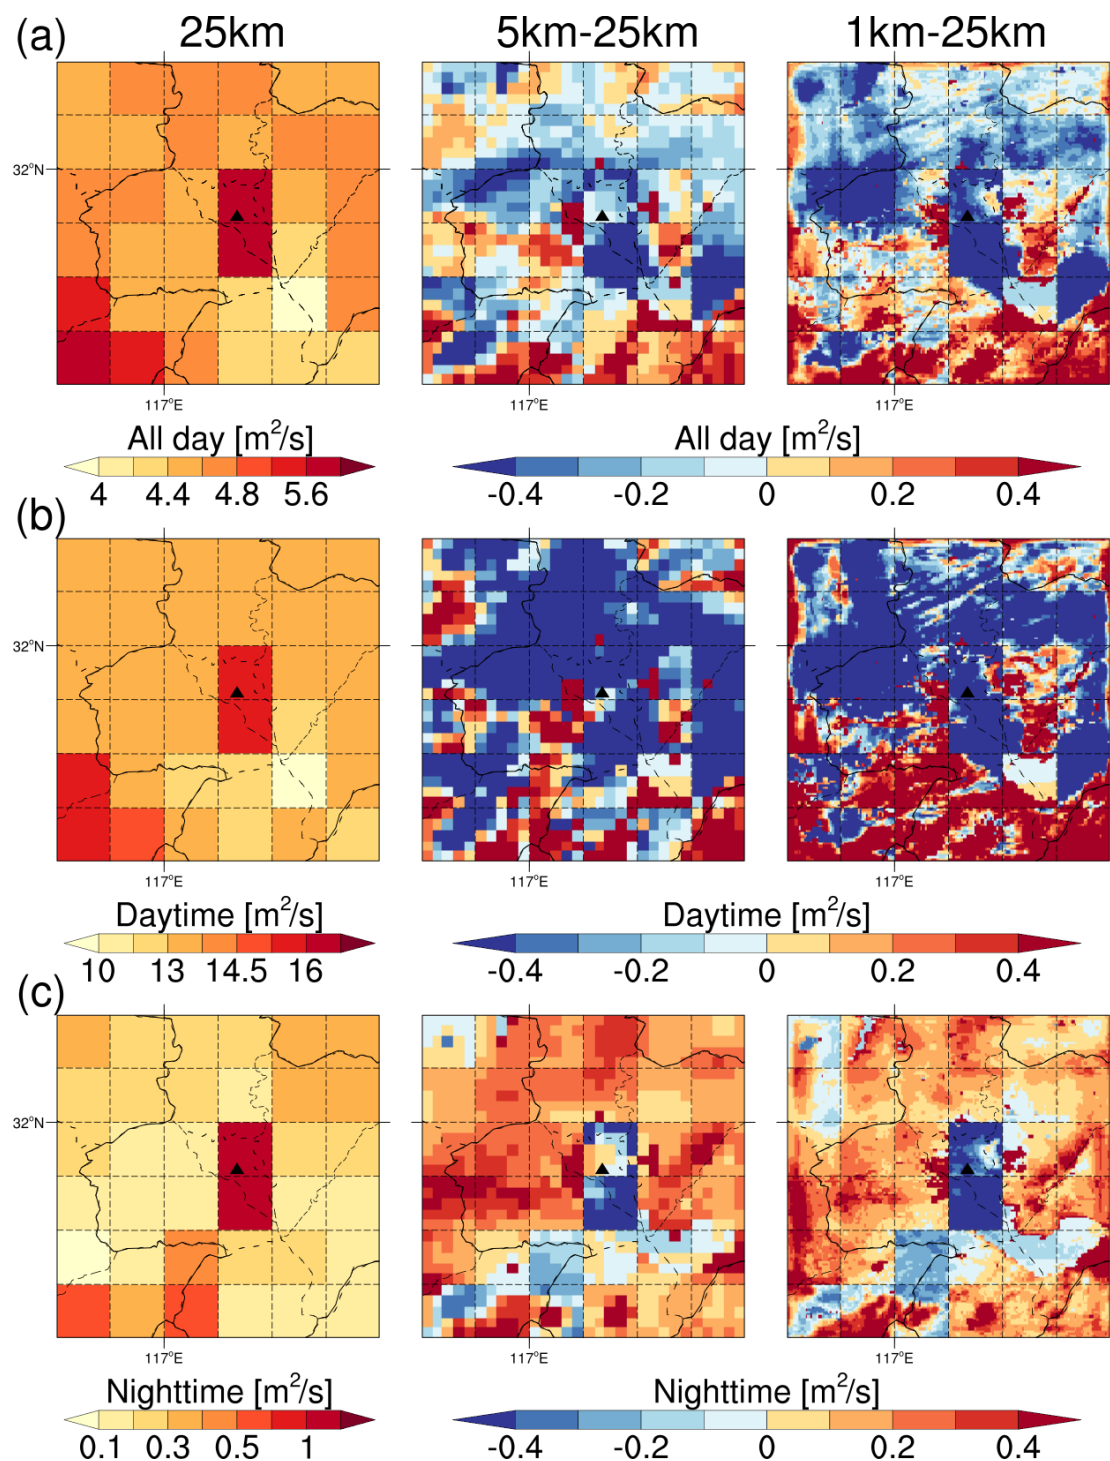 (a) 25km 5km-25km 1km-25km
32°N
117°E 117°E 117°E
All day [m²/s] All day [m²/s]
4 4.4 4.8 5.6 -0.4 -0.2 0 0.2 0.4
(b)
32°N
117°E 117°E 117°E
Daytime [m²/s] Daytime [m²/s]
10 13 14.5 16 -0.4 -0.2 0 0.2 0.4
(c)
32°N
117°E 117°E 117°E
Nighttime [m²/s] Nighttime [m²/s]
0.1 0.3 0.5 1 -0.4 -0.2 0 0.2 0.4